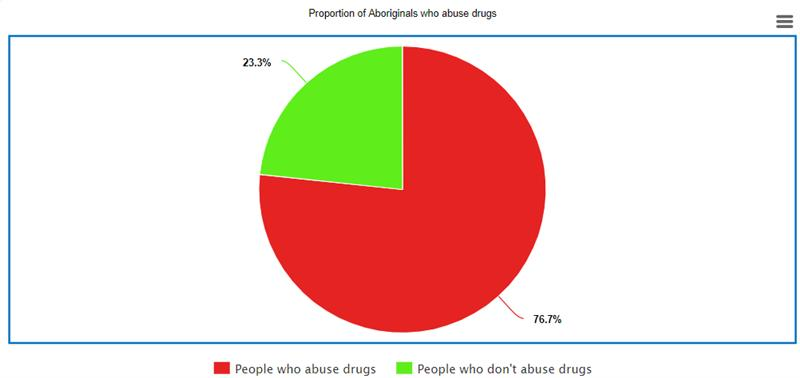 Proportion of Aboriginals who abuse drugs
23.3%
76.7%
People who abuse drugs
People who don't abuse drugs